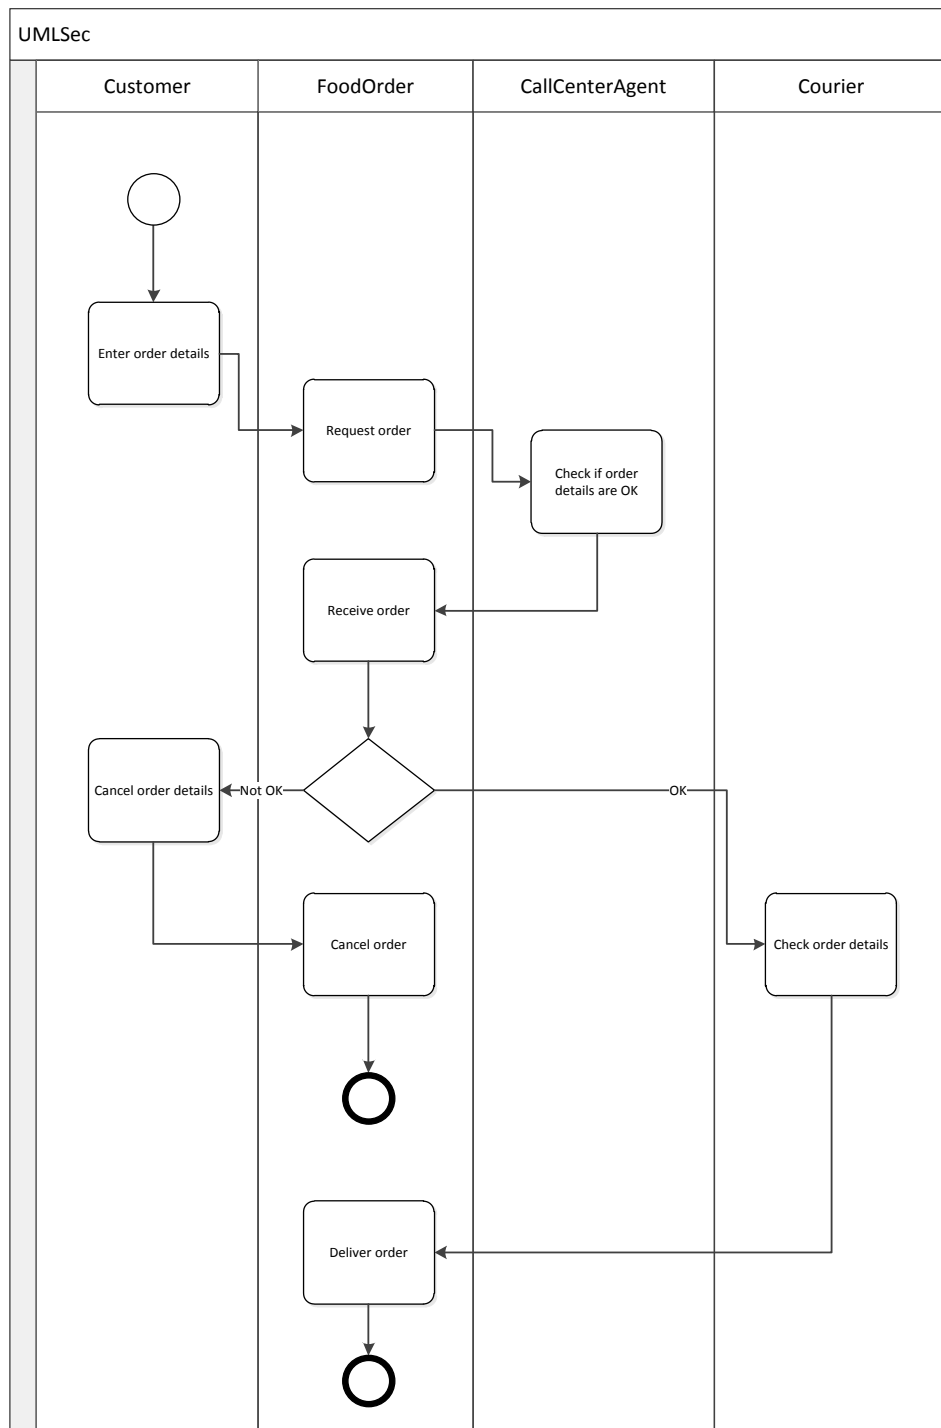 UMLSec
Customer
FoodOrder
CallCenterAgent
Courier
Enter order details
Request order
Check if order
details are OK
Receive order
Cancel order details
Not OK
OK
Cancel order
Check order details
Deliver order